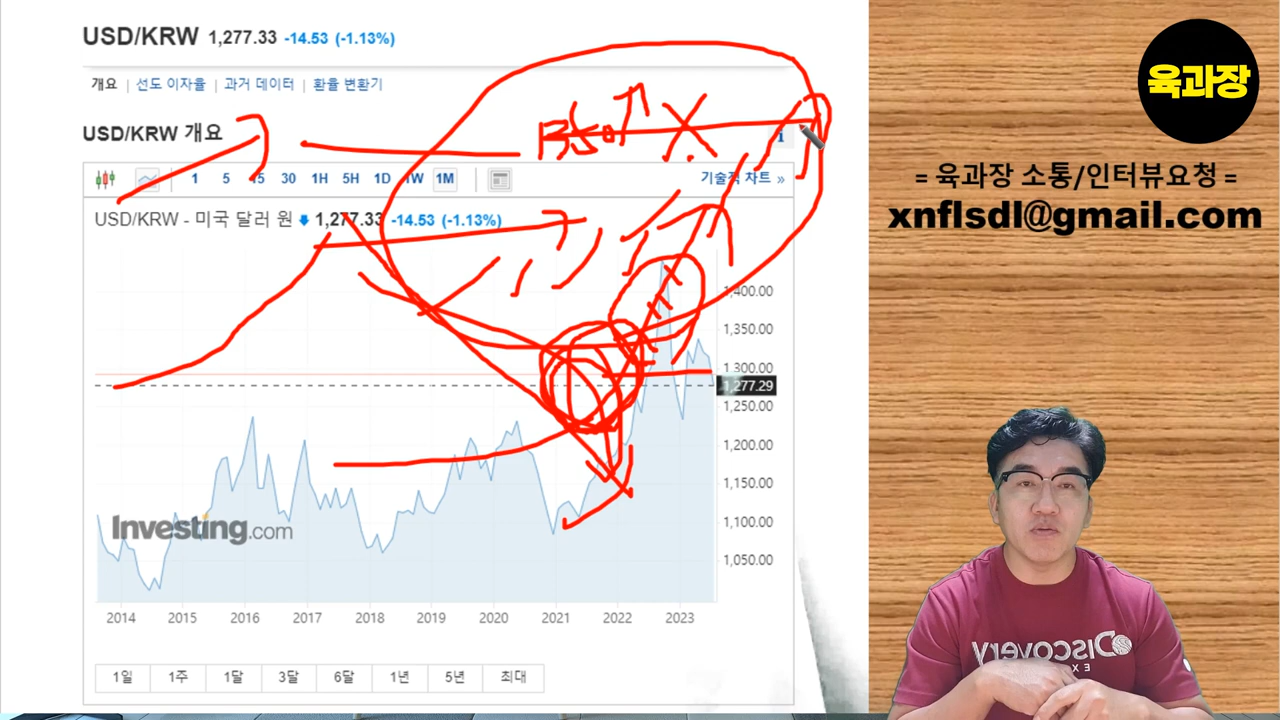 USD/KRW 1,277.33 -14.53 (-1.13%)
개요 | 선도 이자율 | 과거 데이터 | 환율 변환기
USD/KRW 개요
1 5 15 30 1H 5H 1D 1W 1M 기술적 차트 »
USD/KRW - 미국 달러 원 1,277.33 -14.53 (-1.13%)
1,400.00
1,350.00
1,300.00
1,277.29
1,250.00
1,200.00
1,150.00
1,100.00
1,050.00
Investing.com
2014 2015 2016 2017 2018 2019 2020 2021 2022 2023
1일 1주 1달 3달 6달 1년 5년 최대
육과장
= 육과장 소통/인터뷰요청 =
xnflsdl@gmail.com
Discovery